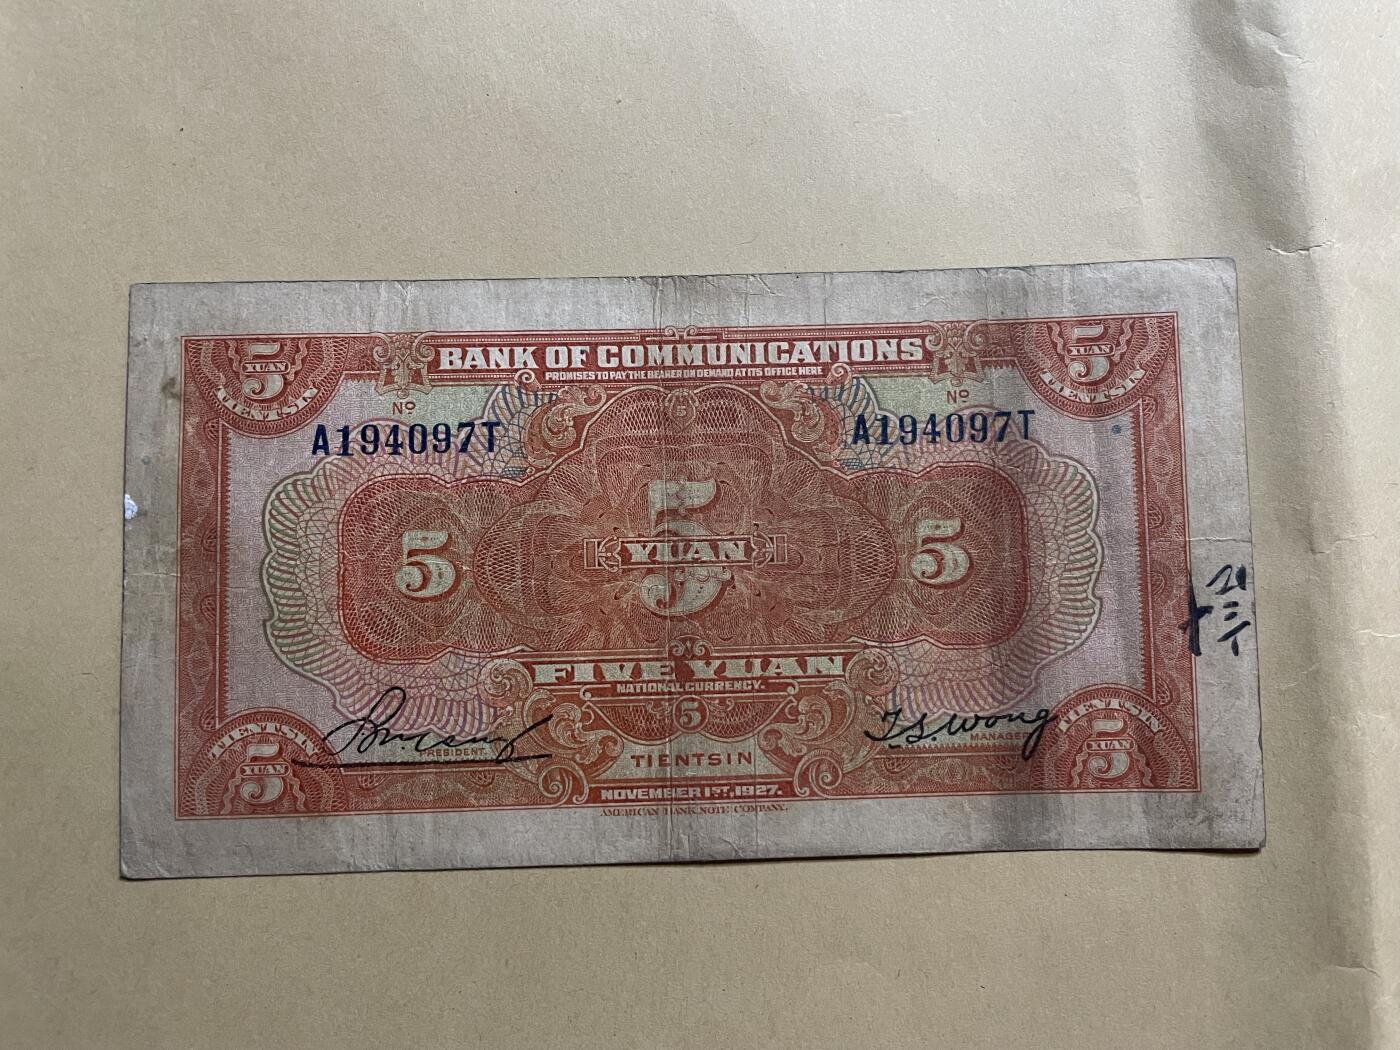 5 YUAN TIENTSIN
BANK OF COMMUNICATIONS
PROMISES TO PAY THE BEARER ON DEMAND AT ITS OFFICE HERE
5 YUAN TIENTSIN
Nº
A194097T
Nº
A194097T
5
5
5 YUAN
5
FIVE YUAN
NATIONAL CURRENCY.
5
PRESIDENT.
T.S. Wong
MANAGER
TIENTSIN
NOVEMBER 1ST, 1927.
TIENTSIN 5 YUAN
TIENTSIN 5 YUAN
AMERICAN BANK NOTE COMPANY.